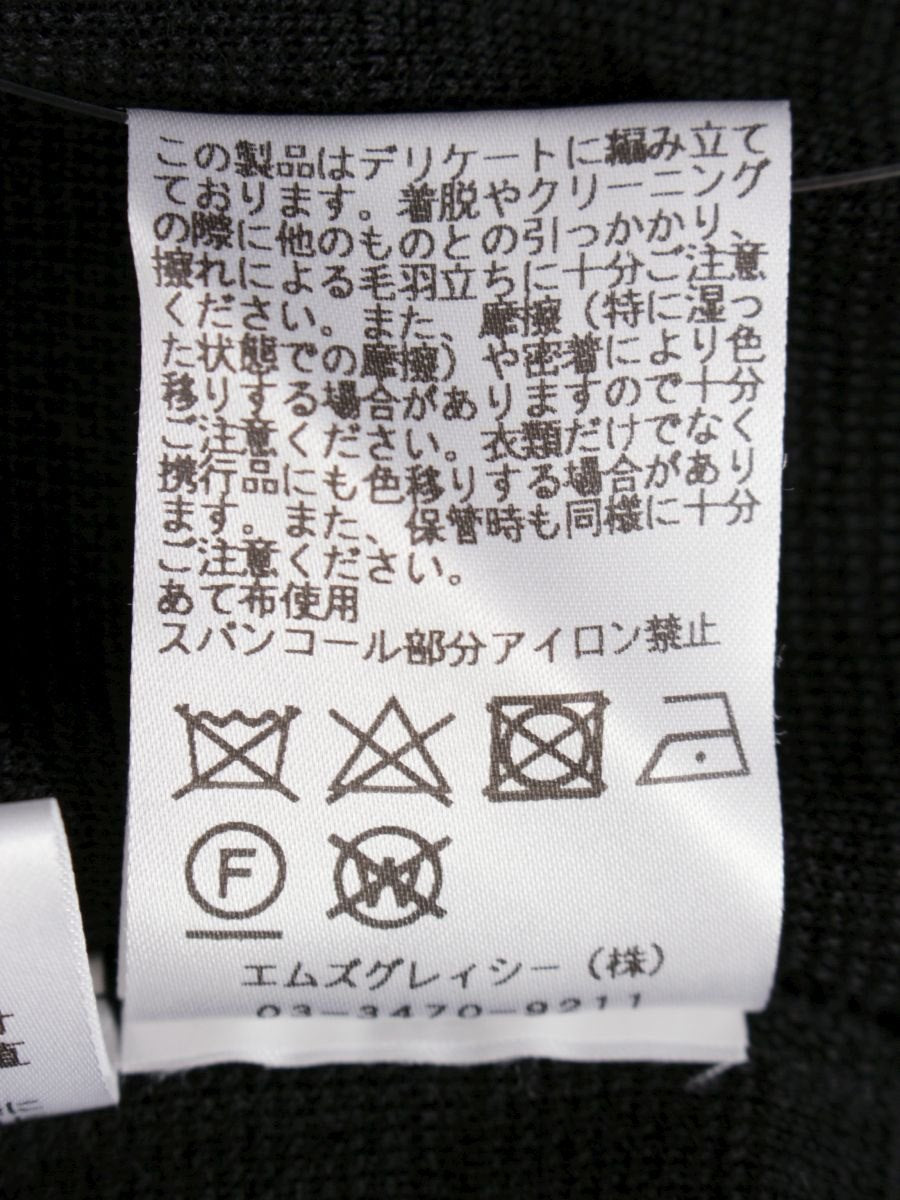 この製品はデリケートに編み立て
ております。着脱やクリーニング
の際に他のものとの引っかかり、
擦れによる毛羽立ちに十分ご注意
ください。また、摩擦（特に湿っ
た状態での摩擦）や密着により色
移りする場合がありますので十分
ご注意ください。衣類だけでなく
携行品にも色移りする場合があり
ます。また、保管時も同様に十分
ご注意ください。
あて布使用
スパンコール部分アイロン禁止
F W
エムズグレイシー（株）
03-3470-9211